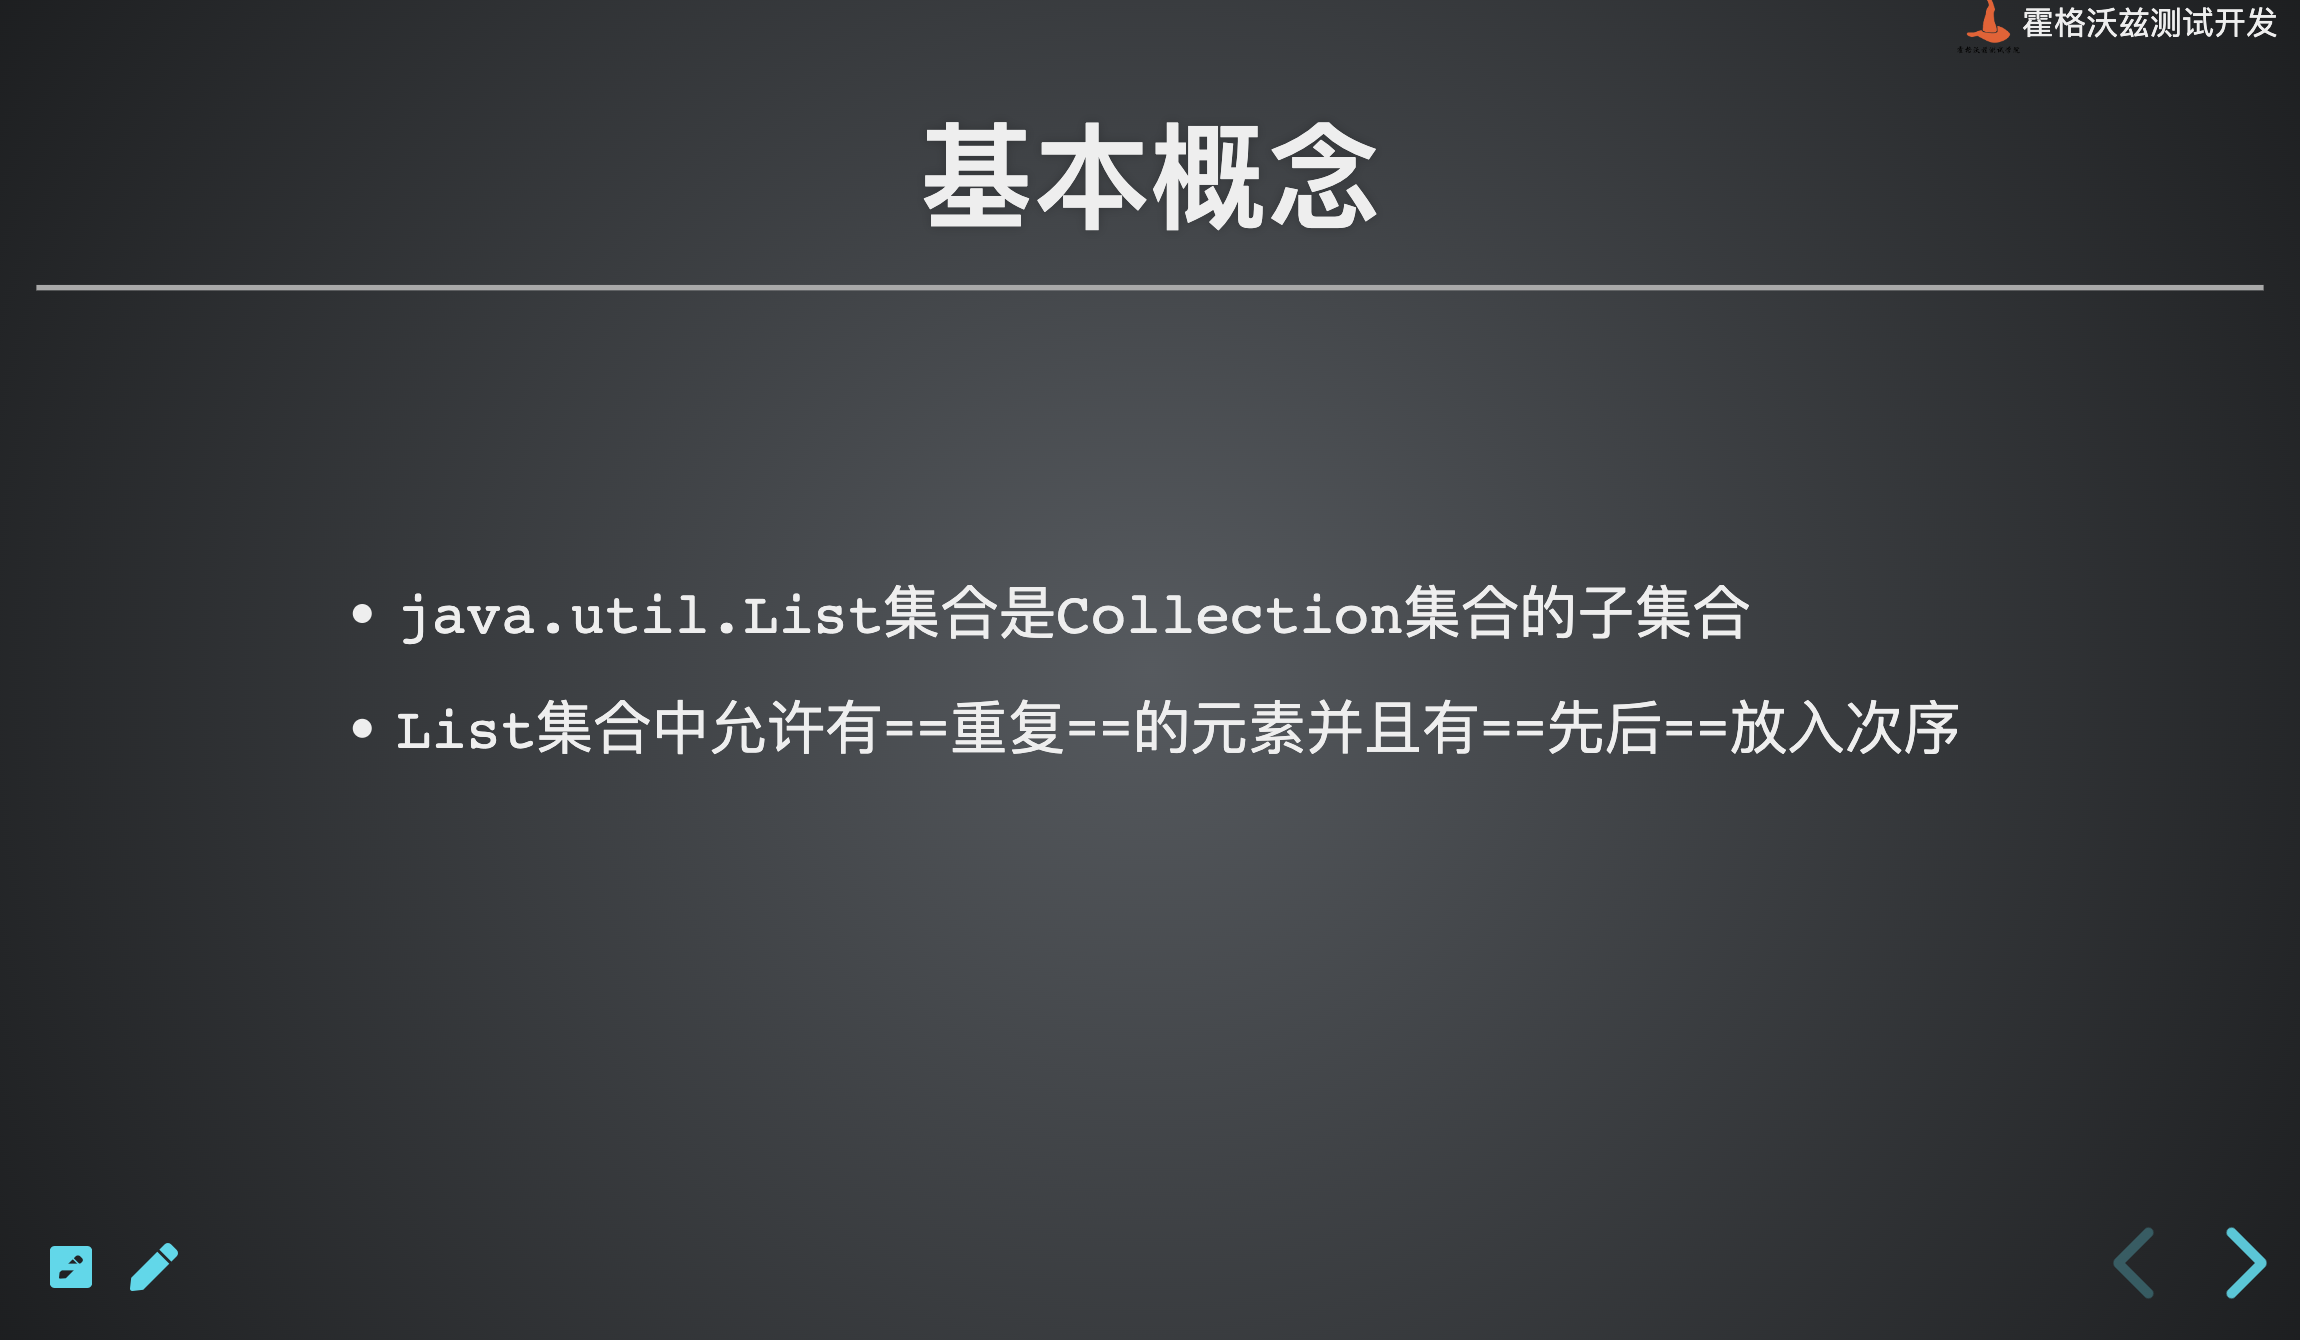 霍格沃兹测试开发
基本概念
• java.util.List集合是Collection集合的子集合
• List集合中允许有==重复==的元素并且有==先后==放入次序